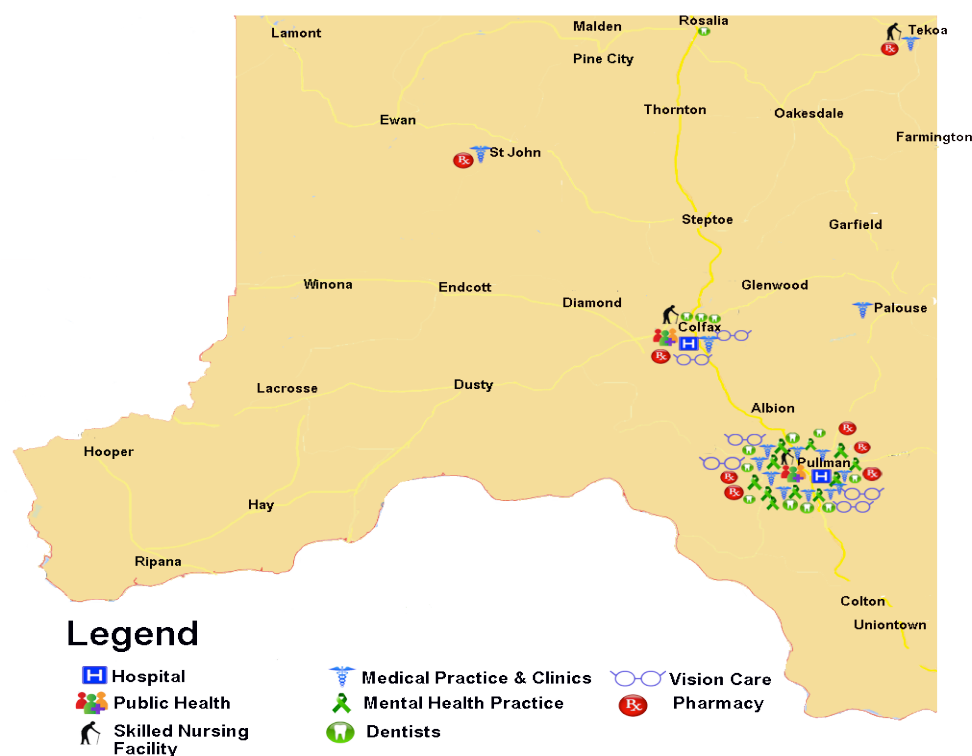 Rosalia
Lamont
Malden
Tekoa
Pine City
Thornton
Oakesdale
Ewan
Farmington
St John
Steptoe
Garfield
Winona
Endcott
Glenwood
Diamond
Palouse
Colfax
H
Rx
Lacrosse
Dusty
Albion
Hooper
Pullman
H
Hay
Ripana
Colton
Uniontown
Legend
H Hospital
Medical Practice & Clinics
Vision Care
Public Health
Mental Health Practice
Rx Pharmacy
Skilled Nursing
Facility
Dentists